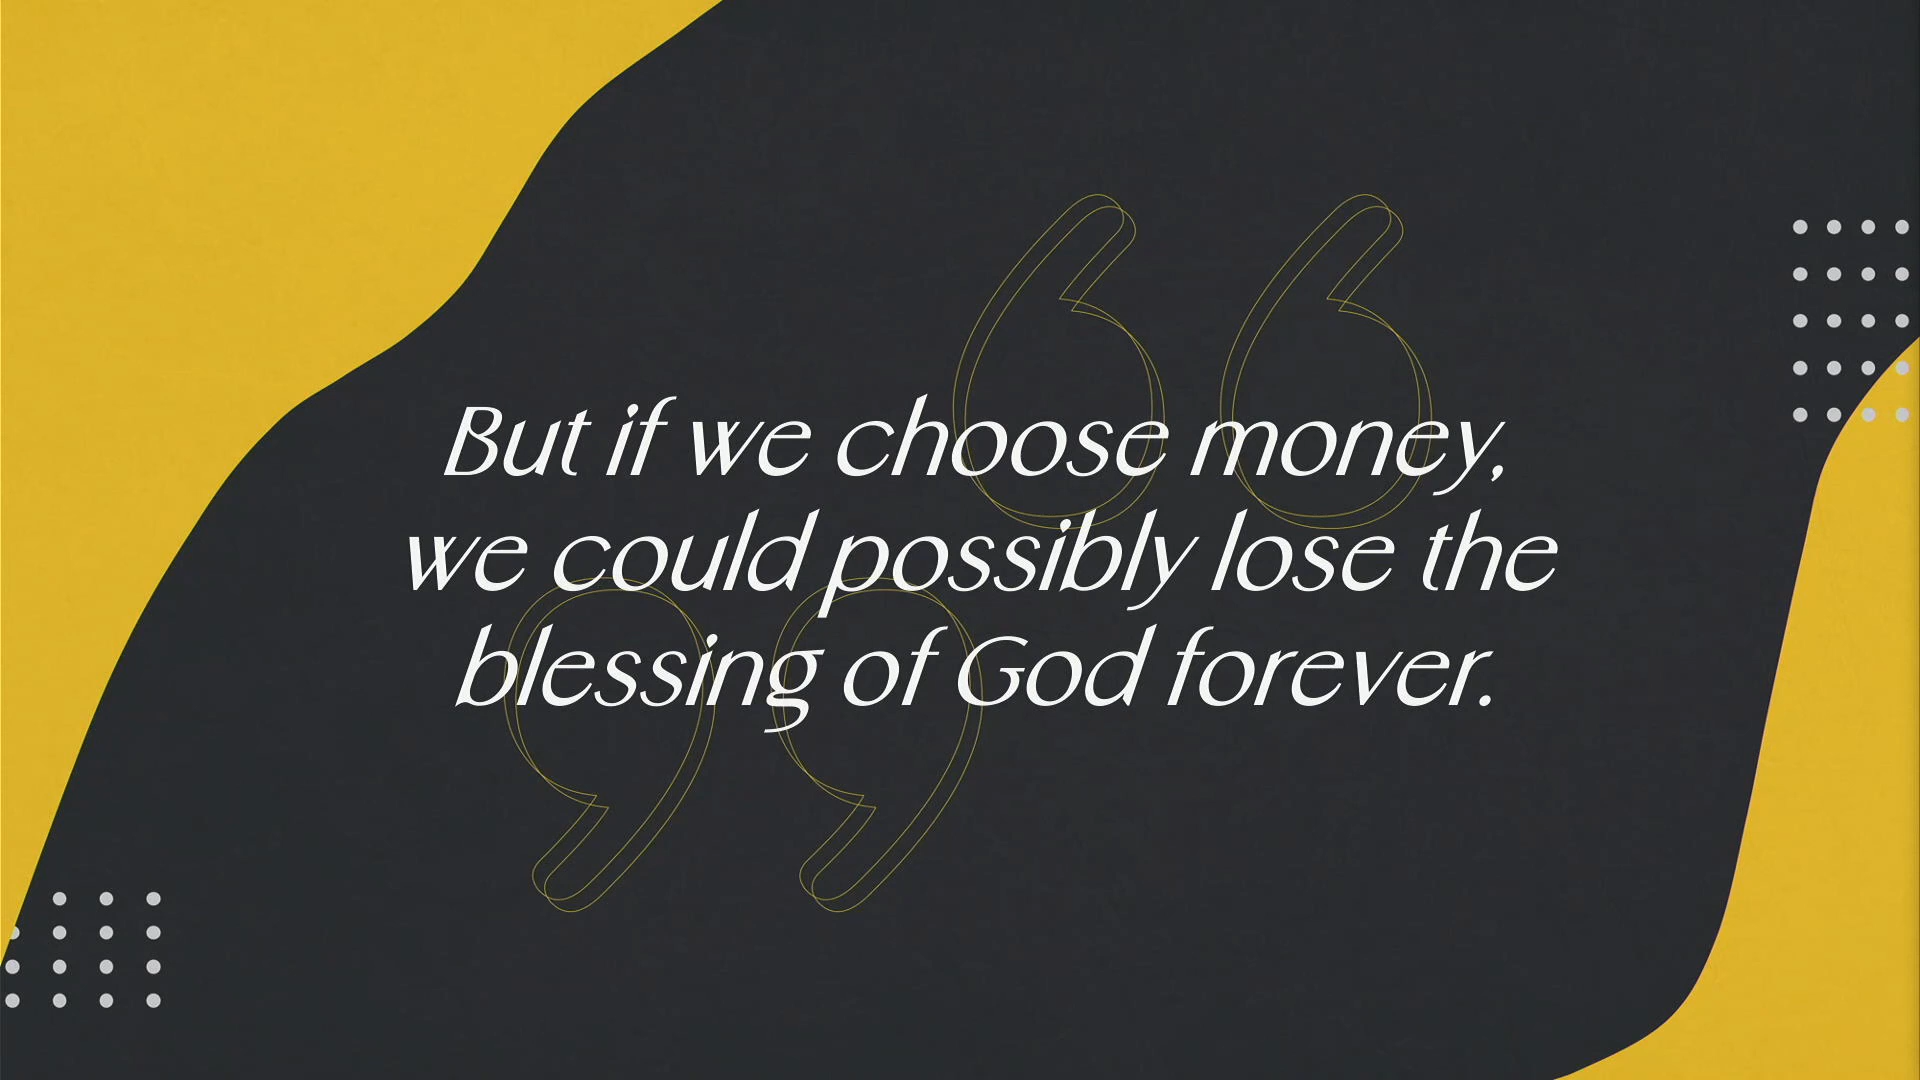 But if we choose money,
we could possibly lose the
blessing of God forever.